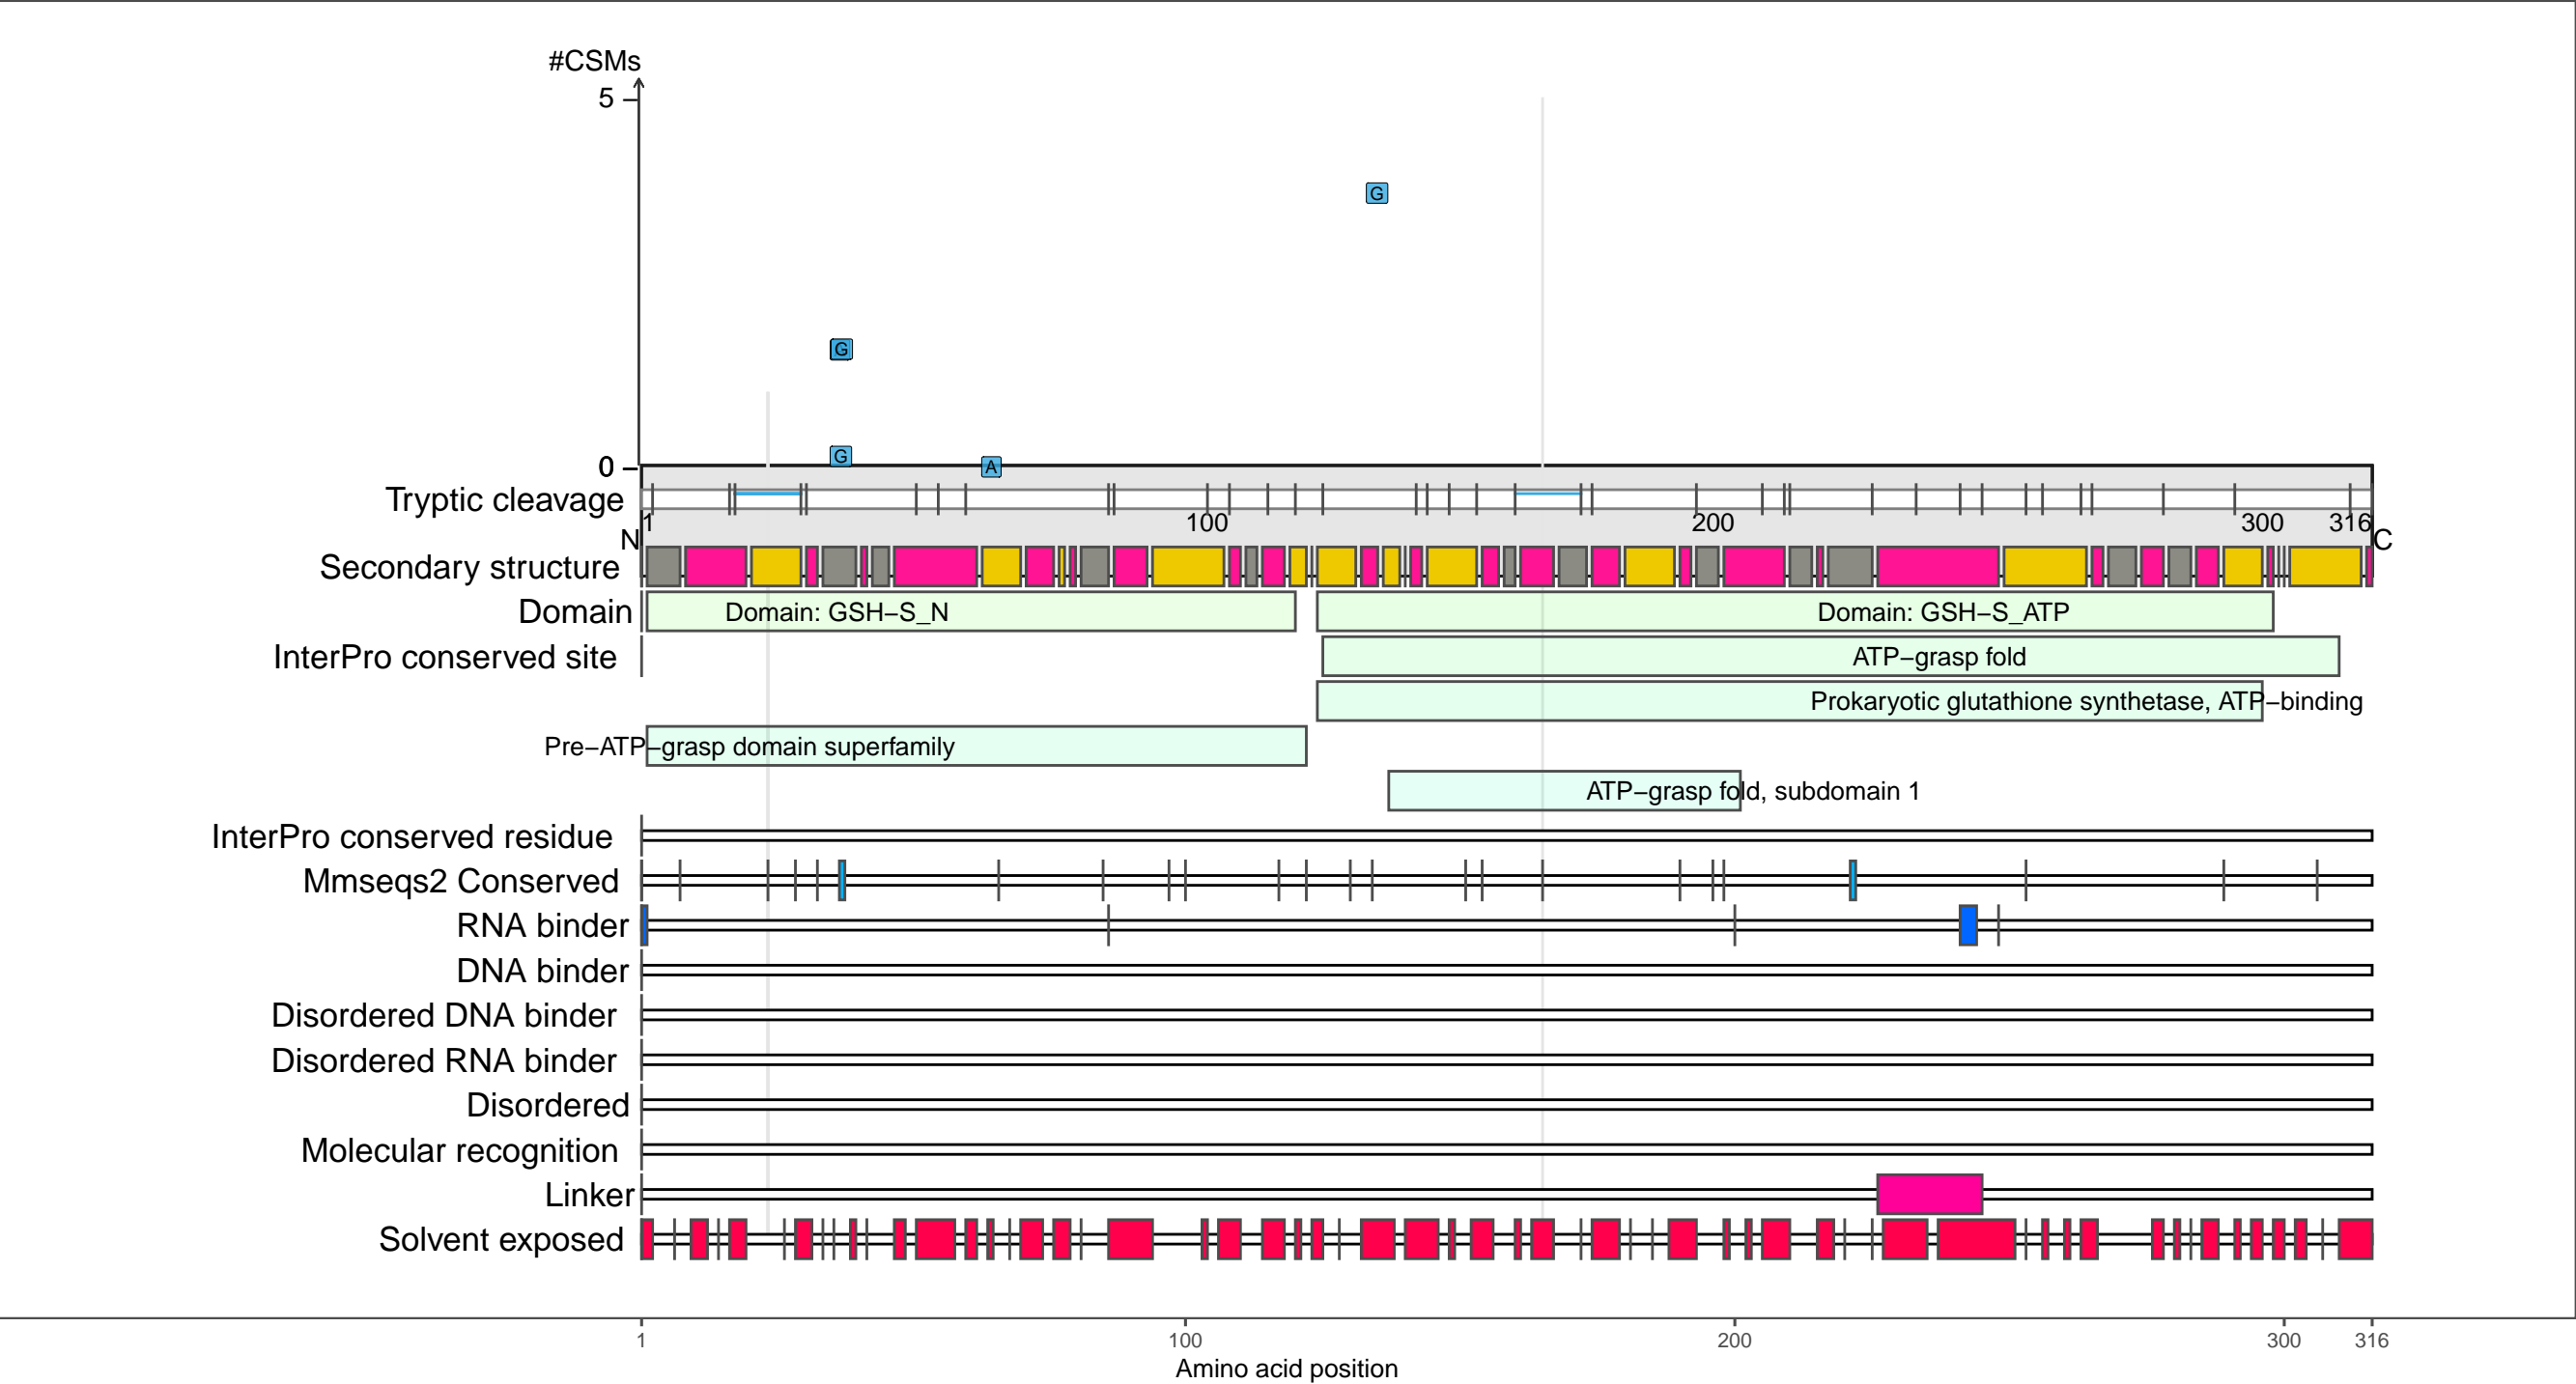 #CSMs
5
G
G
G
A
0
Tryptic cleavage
1 100 200 300 316
N C
Secondary structure
Domain Domain: GSH–S_N Domain: GSH–S_ATP
InterPro conserved site ATP–grasp fold
Prokaryotic glutathione synthetase, ATP–binding
Pre–ATP–grasp domain superfamily
ATP–grasp fold, subdomain 1
InterPro conserved residue
Mmseqs2 Conserved
RNA binder
DNA binder
Disordered DNA binder
Disordered RNA binder
Disordered
Molecular recognition
Linker
Solvent exposed
1 100 200 300 316
Amino acid position